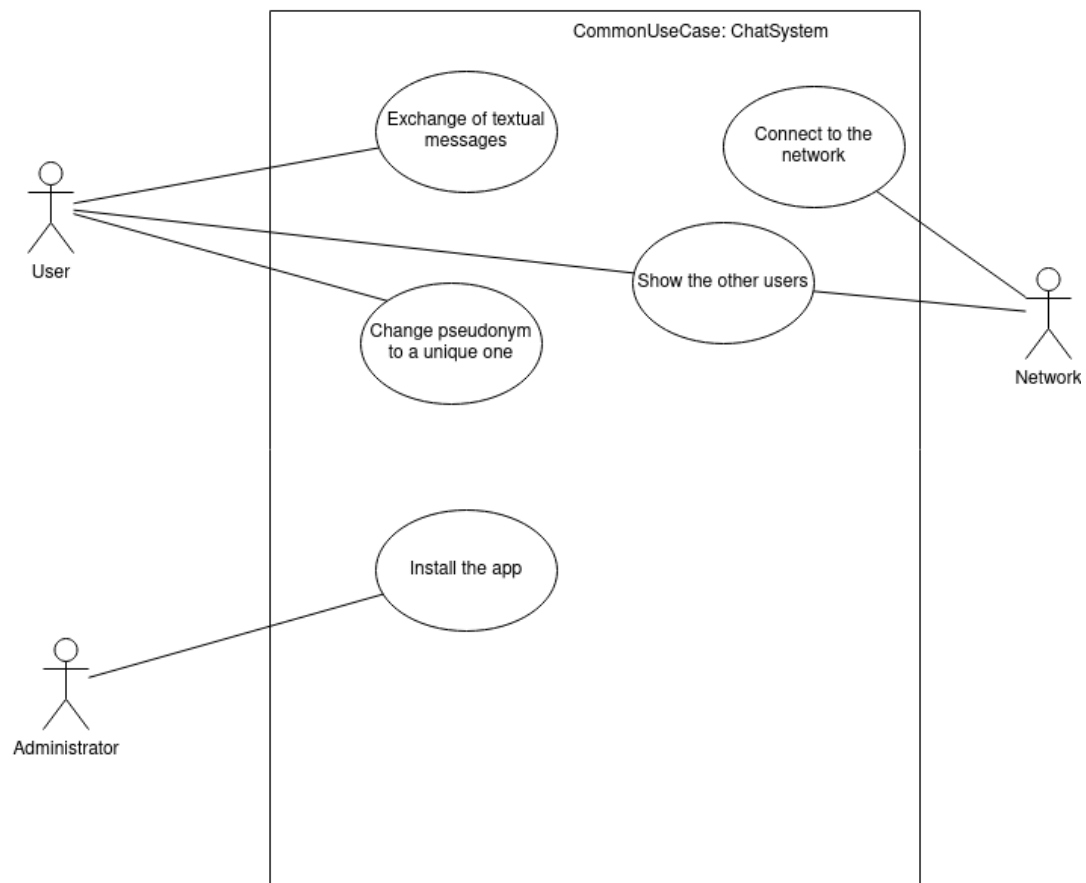 CommonUseCase: ChatSystem
Exchange of textual
messages
Connect to the
network
User
Show the other users
Change pseudonym
to a unique one
Network
Install the app
Administrator